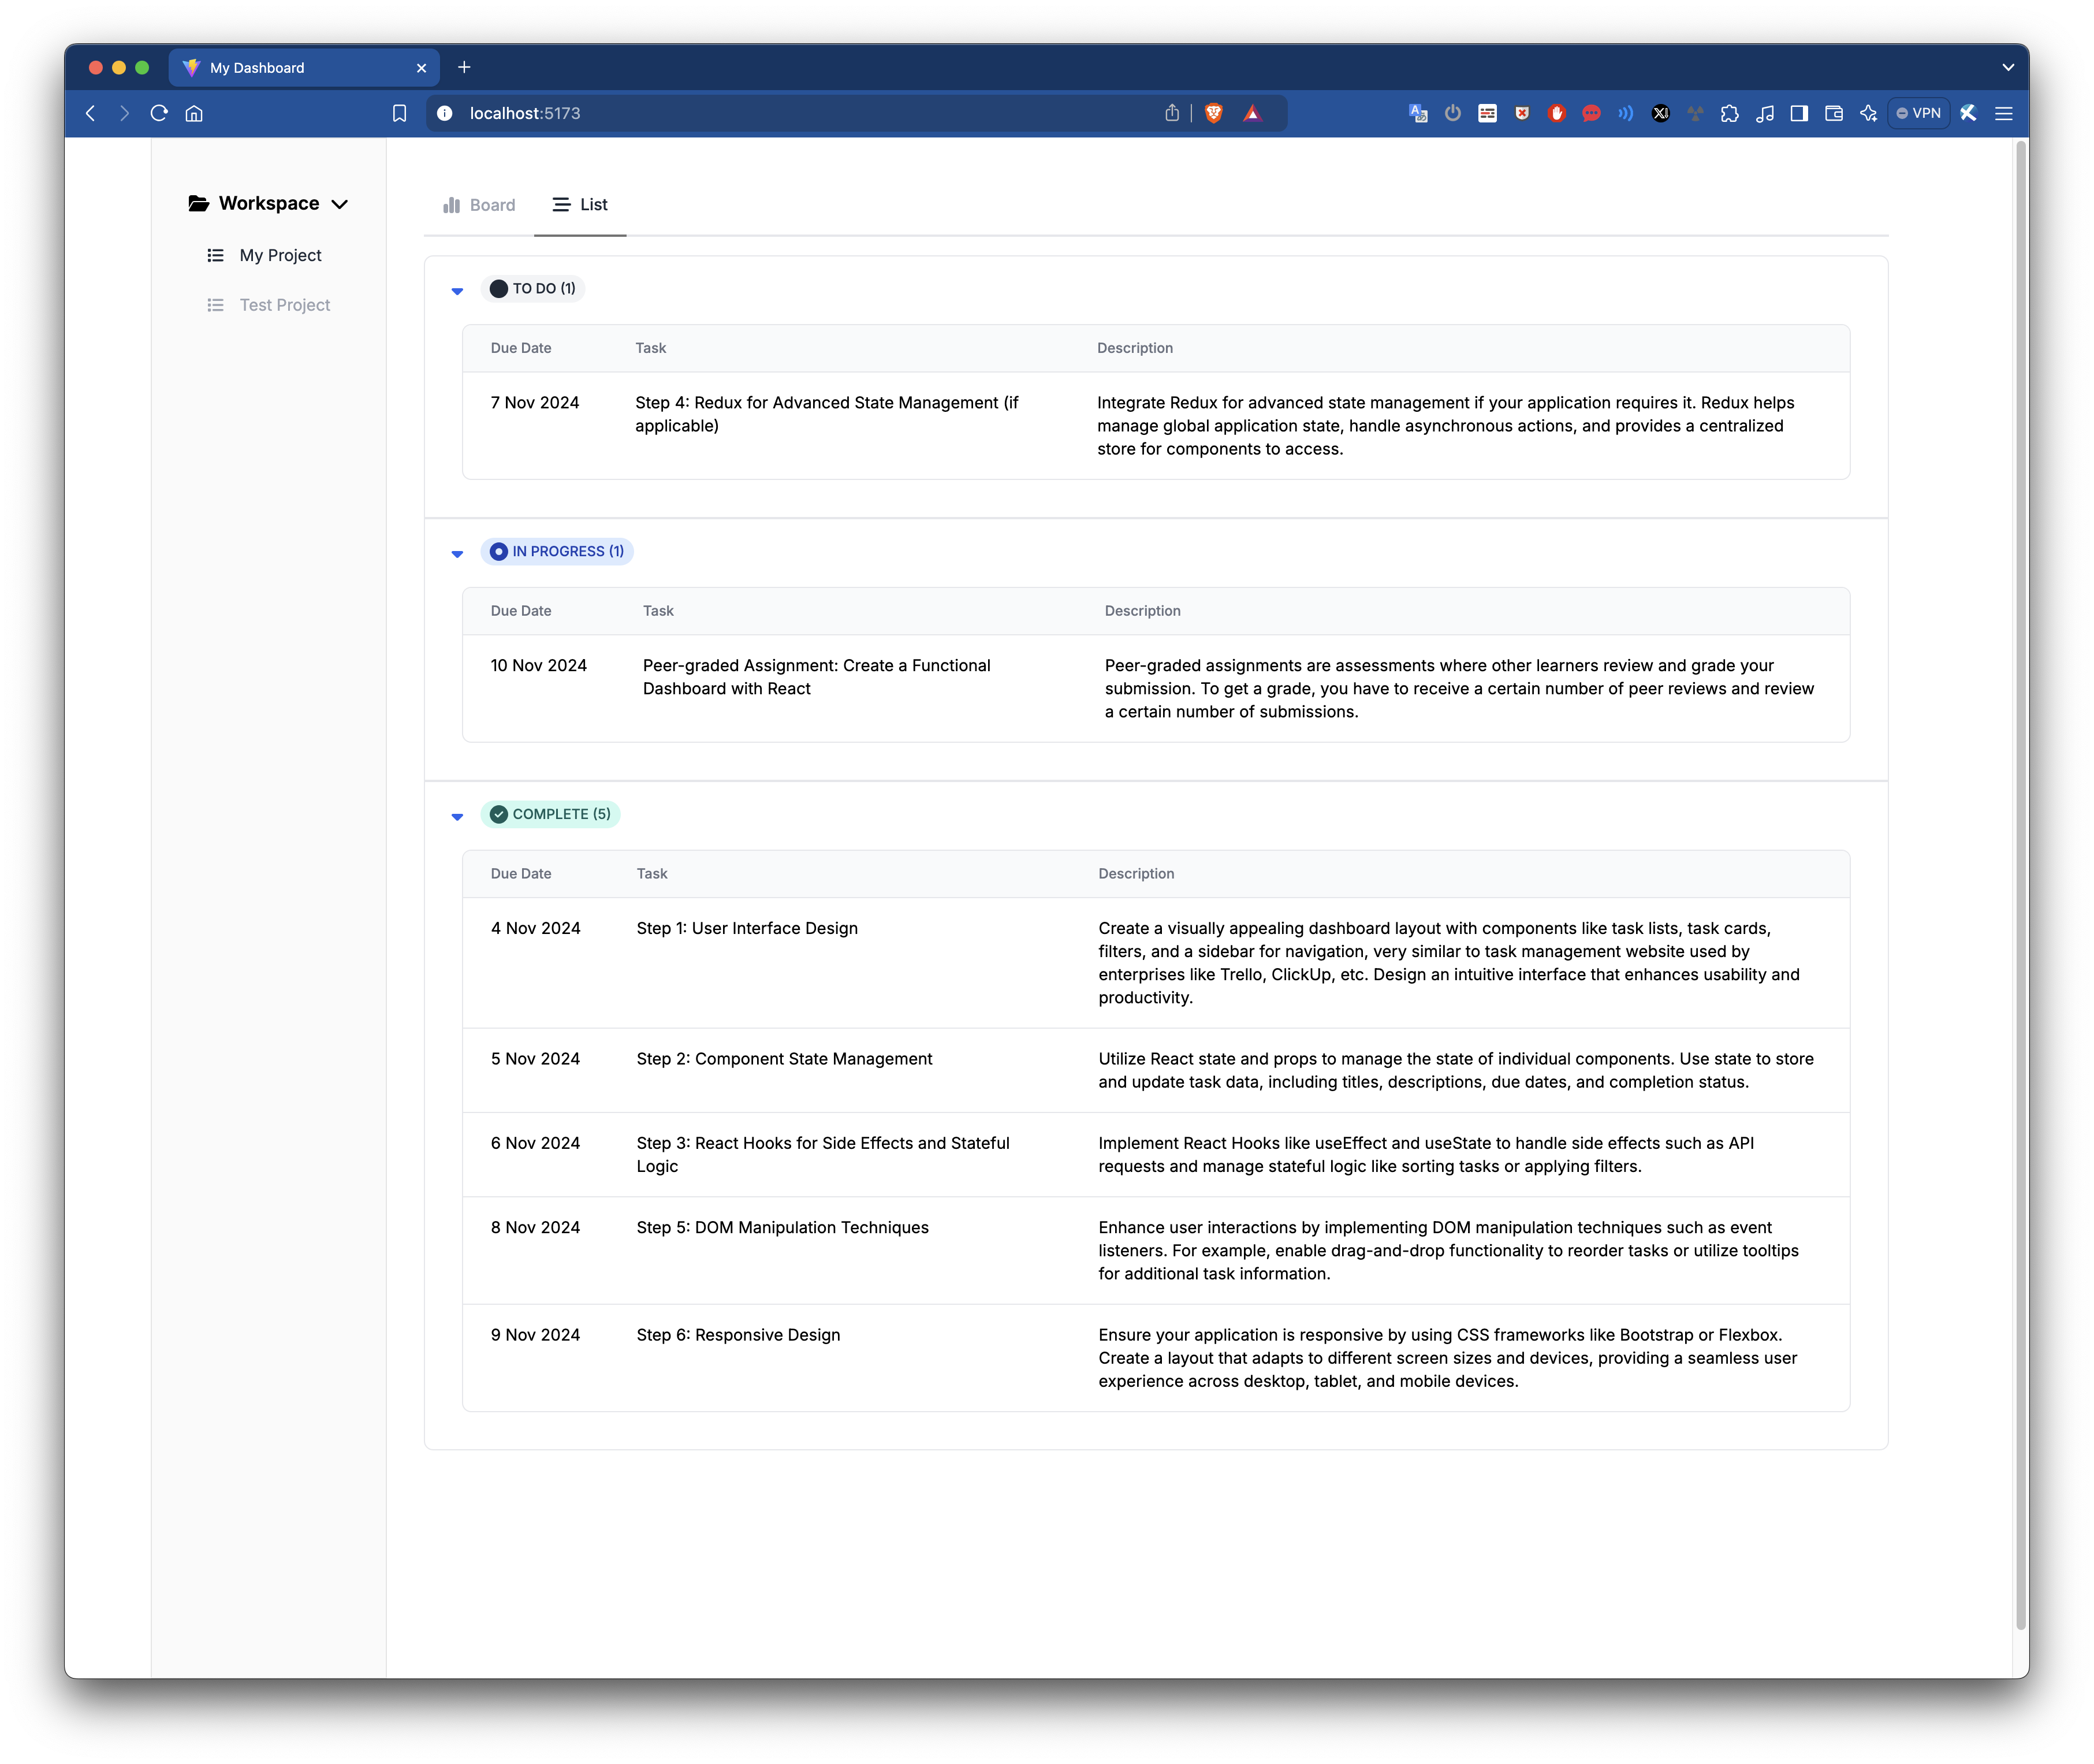 My Dashboard
localhost:5173
VPN
Workspace
My Project
Test Project
Board
List
TO DO (1)
Due Date
Task
Description
7 Nov 2024
Step 4: Redux for Advanced State Management (if
applicable)
Integrate Redux for advanced state management if your application requires it. Redux helps
manage global application state, handle asynchronous actions, and provides a centralized
store for components to access.
IN PROGRESS (1)
Due Date
Task
Description
10 Nov 2024
Peer-graded Assignment: Create a Functional
Dashboard with React
Peer-graded assignments are assessments where other learners review and grade your
submission. To get a grade, you have to receive a certain number of peer reviews and review
a certain number of submissions.
COMPLETE (5)
Due Date
Task
Description
4 Nov 2024
Step 1: User Interface Design
Create a visually appealing dashboard layout with components like task lists, task cards,
filters, and a sidebar for navigation, very similar to task management website used by
enterprises like Trello, ClickUp, etc. Design an intuitive interface that enhances usability and
productivity.
5 Nov 2024
Step 2: Component State Management
Utilize React state and props to manage the state of individual components. Use state to store
and update task data, including titles, descriptions, due dates, and completion status.
6 Nov 2024
Step 3: React Hooks for Side Effects and Stateful
Logic
Implement React Hooks like useEffect and useState to handle side effects such as API
requests and manage stateful logic like sorting tasks or applying filters.
8 Nov 2024
Step 5: DOM Manipulation Techniques
Enhance user interactions by implementing DOM manipulation techniques such as event
listeners. For example, enable drag-and-drop functionality to reorder tasks or utilize tooltips
for additional task information.
9 Nov 2024
Step 6: Responsive Design
Ensure your application is responsive by using CSS frameworks like Bootstrap or Flexbox.
Create a layout that adapts to different screen sizes and devices, providing a seamless user
experience across desktop, tablet, and mobile devices.